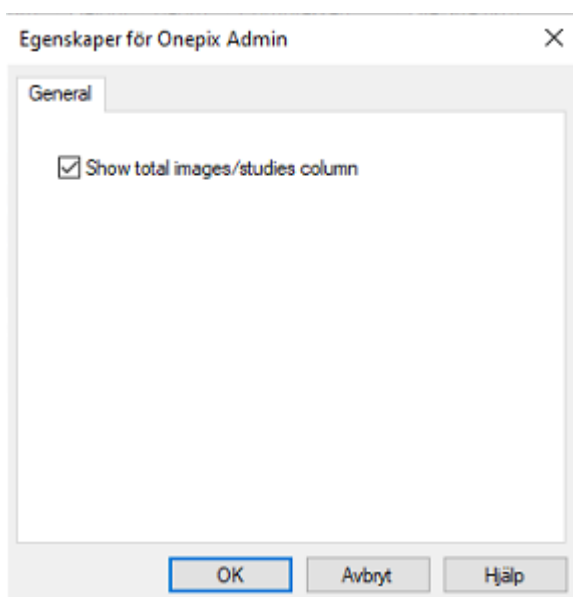 Egenskaper för Onepix Admin
General
Show total images/studies column
OK Avbryt Hjälp